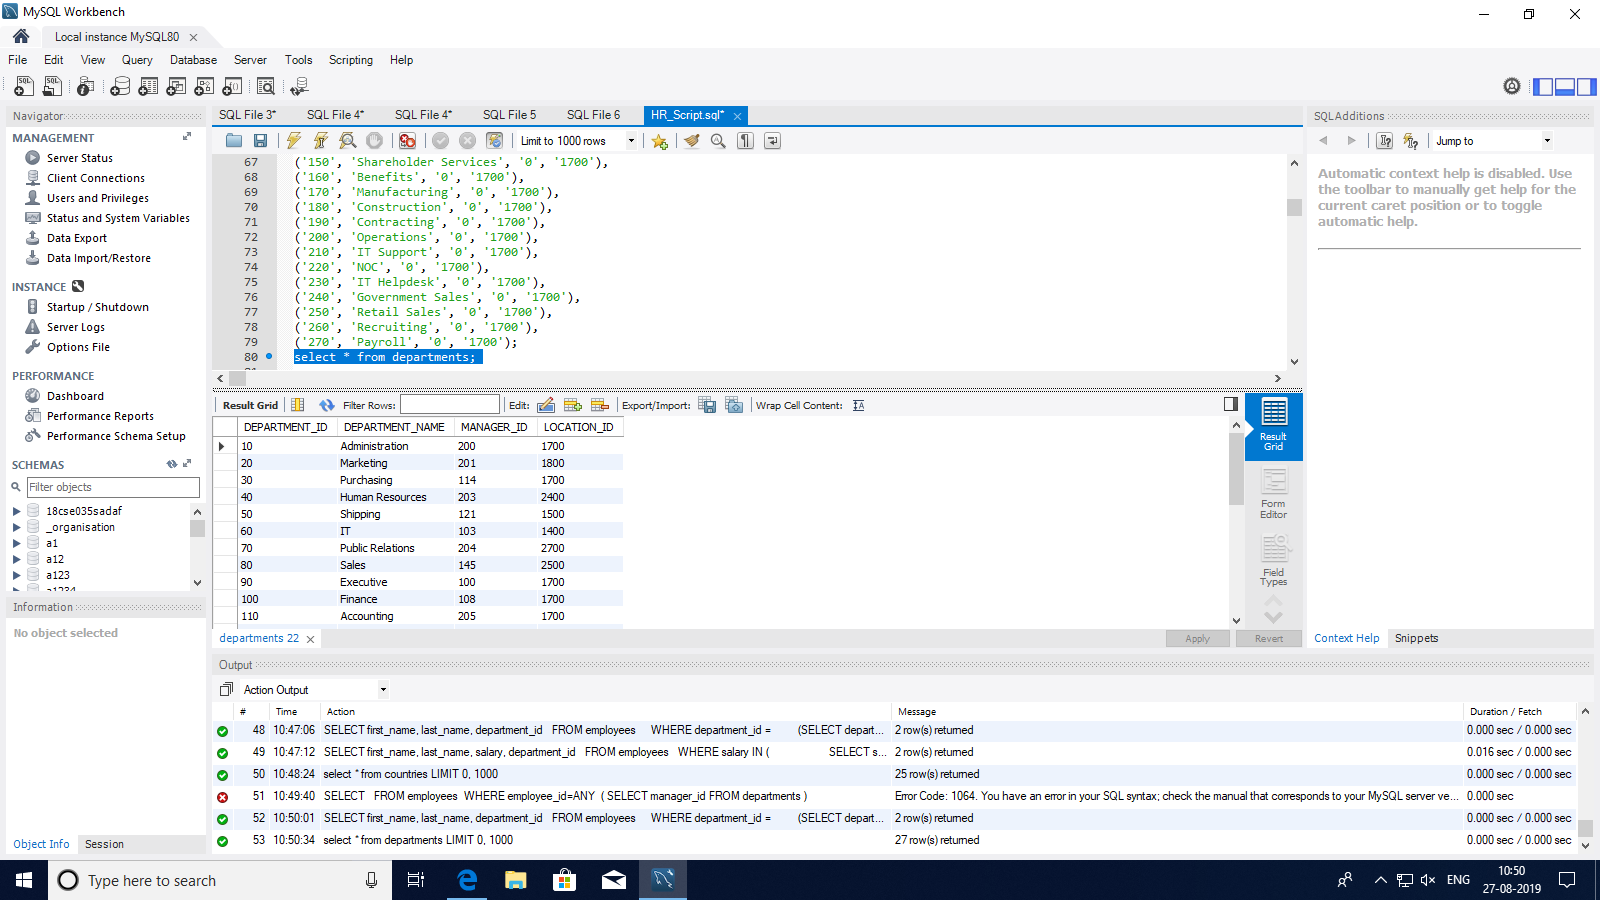 MySQL Workbench
Local instance MySQL80
File Edit View Query Database Server Tools Scripting Help
Navigator
MANAGEMENT
Server Status
Client Connections
Users and Privileges
Status and System Variables
Data Export
Data Import/Restore
INSTANCE
Startup / Shutdown
Server Logs
Options File
PERFORMANCE
Dashboard
Performance Reports
Performance Schema Setup
SCHEMAS
Filter objects
18cse035sadaf
_organisation
a1
a12
a123
a1234
Information
No object selected
Object Info Session
SQL File 3* SQL File 4* SQL File 4* SQL File 5 SQL File 6 HR_Script.sql*
Limit to 1000 rows
67 ('150', 'Shareholder Services', '0', '1700'),
68 ('160', 'Benefits', '0', '1700'),
69 ('170', 'Manufacturing', '0', '1700'),
70 ('180', 'Construction', '0', '1700'),
71 ('190', 'Contracting', '0', '1700'),
72 ('200', 'Operations', '0', '1700'),
73 ('210', 'IT Support', '0', '1700'),
74 ('220', 'NOC', '0', '1700'),
75 ('230', 'IT Helpdesk', '0', '1700'),
76 ('240', 'Government Sales', '0', '1700'),
77 ('250', 'Retail Sales', '0', '1700'),
78 ('260', 'Recruiting', '0', '1700'),
79 ('270', 'Payroll', '0', '1700');
80 select * from departments;
Result Grid Filter Rows: Edit: Export/Import: Wrap Cell Content:
DEPARTMENT_ID DEPARTMENT_NAME MANAGER_ID LOCATION_ID
10 Administration 200 1700
20 Marketing 201 1800
30 Purchasing 114 1700
40 Human Resources 203 2400
50 Shipping 121 1500
60 IT 103 1400
70 Public Relations 204 2700
80 Sales 145 2500
90 Executive 100 1700
100 Finance 108 1700
110 Accounting 205 1700
Result
Grid
Form
Editor
Field
Types
departments 22
Apply Revert
SQLAdditions
Jump to
Automatic context help is disabled. Use
the toolbar to manually get help for the
current caret position or to toggle
automatic help.
Context Help Snippets
Output
Action Output
# Time Action Message Duration / Fetch
48 10:47:06 SELECT first_name, last_name, department_id FROM employees WHERE department_id = (SELECT depart... 2 row(s) returned 0.000 sec / 0.000 sec
49 10:47:12 SELECT first_name, last_name, salary, department_id FROM employees WHERE salary IN ( SELECT s... 2 row(s) returned 0.016 sec / 0.000 sec
50 10:48:24 select * from countries LIMIT 0, 1000 25 row(s) returned 0.000 sec / 0.000 sec
51 10:49:40 SELECT FROM employees WHERE employee_id=ANY ( SELECT manager_id FROM departments ) Error Code: 1064. You have an error in your SQL syntax; check the manual that corresponds to your MySQL server ve... 0.000 sec
52 10:50:01 SELECT first_name, last_name, department_id FROM employees WHERE department_id = (SELECT depart... 2 row(s) returned 0.000 sec / 0.000 sec
53 10:50:34 select * from departments LIMIT 0, 1000 27 row(s) returned 0.000 sec / 0.000 sec
Type here to search
ENG
10:50
27-08-2019